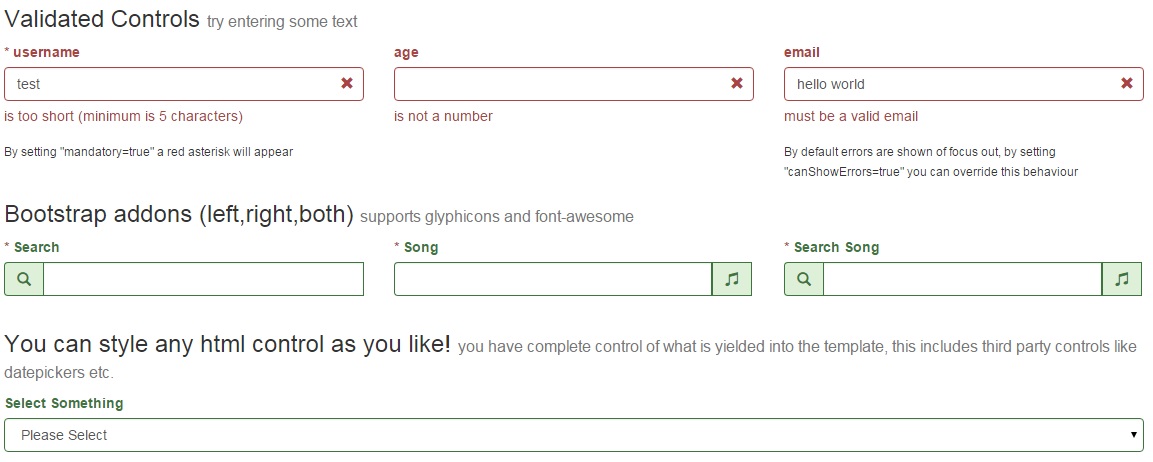 Validated Controls try entering some text
* username
age
email
test
hello world
is too short (minimum is 5 characters)
is not a number
must be a valid email
By setting "mandatory=true" a red asterisk will appear
By default errors are shown of focus out, by setting
"canShowErrors=true" you can override this behaviour
Bootstrap addons (left,right,both) supports glyphicons and font-awesome
* Search
* Song
* Search Song
You can style any html control as you like! you have complete control of what is yielded into the template, this includes third party controls like
datepickers etc.
Select Something
Please Select